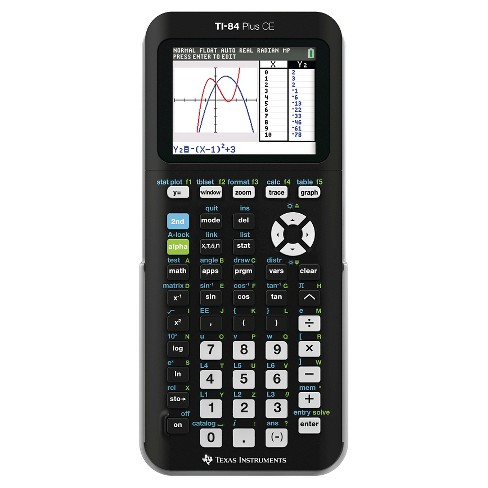 TI-84 Plus CE
NORMAL FLOAT AUTO REAL RADIAN MP
PRESS ENTER TO EDIT
X Y₂
0 2
1 3
2 2
3 -1
4 -6
5 -13
6 -22
7 -33
8 -46
9 -61
10 -78
Y₂=-(X-1)²+3
stat plot f1 tblset f2 format f3 calc f4 table f5
y= window zoom trace graph
quit ins
2nd mode del
A-lock link list
alpha X,T,θ,n stat
test A angle B draw C distr
math apps prgm vars clear
matrix D sin⁻¹ E cos⁻¹ F tan⁻¹ G π H
x⁻¹ sin cos tan ^
√ I EE J { K } L e M
x² , ( ) ÷
10ˣ N u O v P w Q [ R
log 7 8 9 ×
eˣ S L4 T L5 U L6 V ] W
ln 4 5 6 −
rcl X L1 Y L2 Z L3 θ mem "
sto→ 1 2 3 +
off catalog i : ans ? entry solve
on 0 . (-) enter
TEXAS INSTRUMENTS